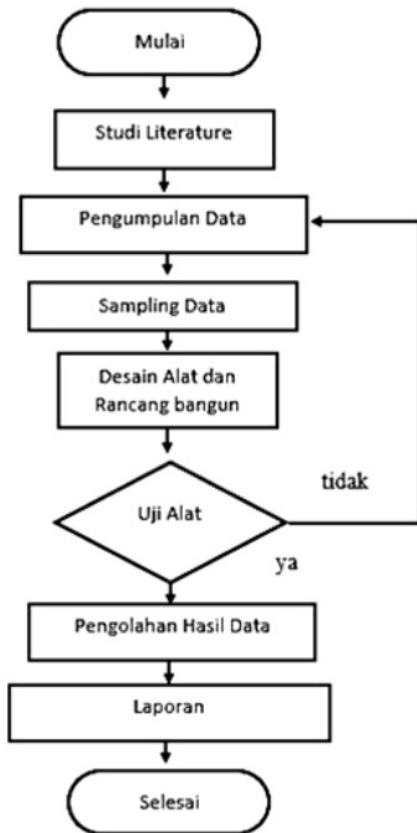 Mulai
Studi Literature
Pengumpulan Data
Sampling Data
Desain Alat dan
Rancang bangun
Uji Alat
tidak
ya
Pengolahan Hasil Data
Laporan
Selesai